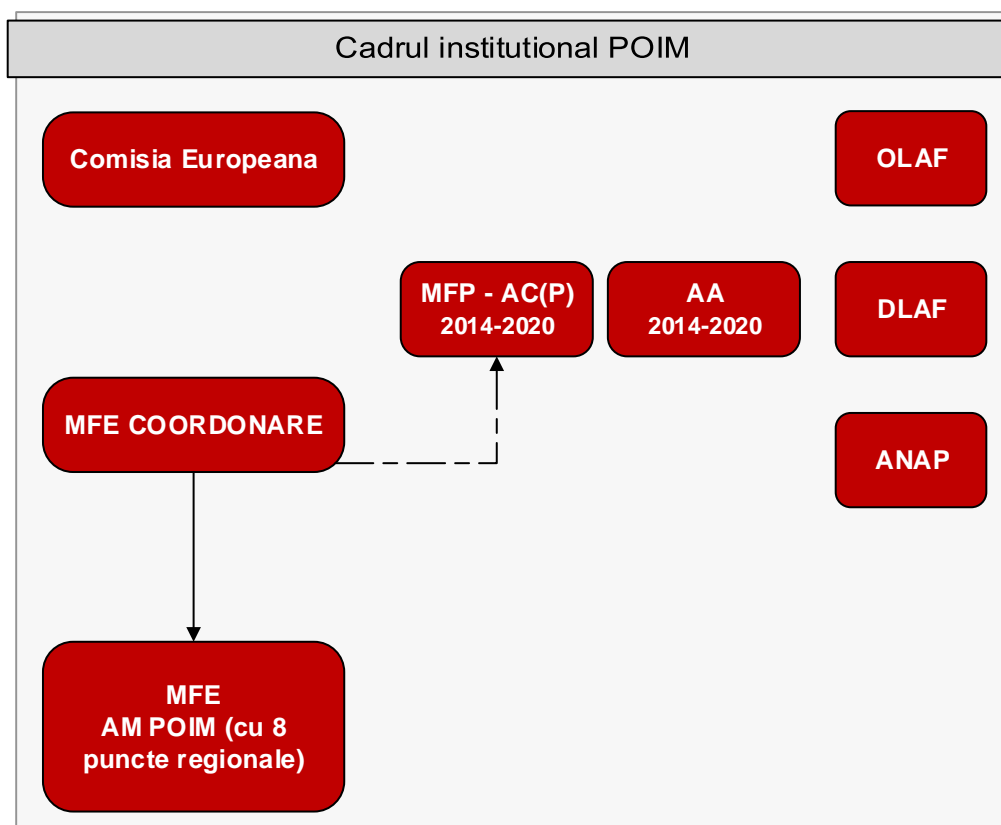 Cadrul institutional POIM
Comisia Europeana
OLAF
MFP - AC(P)
2014-2020
AA
2014-2020
DLAF
MFE COORDONARE
ANAP
MFE
AM POIM (cu 8
puncte regionale)